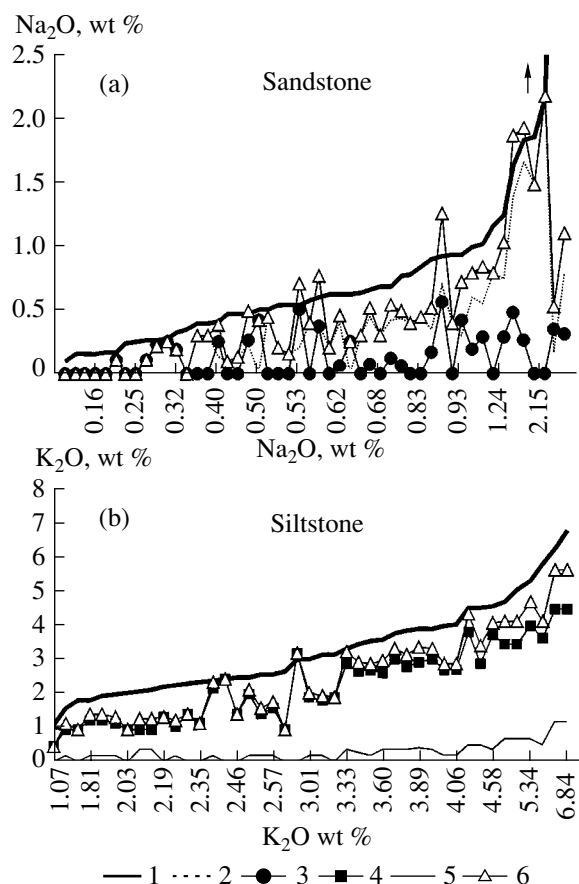 Na₂O, wt %
2.5
(a)
Sandstone
2.0
1.5
1.0
0.5
0
0.16 0.25 0.32 0.40 0.50 0.53 0.62 0.68 0.83 0.93 1.24 2.15
Na₂O, wt %
K₂O, wt %
8
(b)
Siltstone
7
6
5
4
3
2
1
0
1.07 1.81 2.03 2.19 2.35 2.46 2.57 3.01 3.33 3.60 3.89 4.06 4.58 5.34 6.84
K₂O wt %
1 2 3 4 5 6